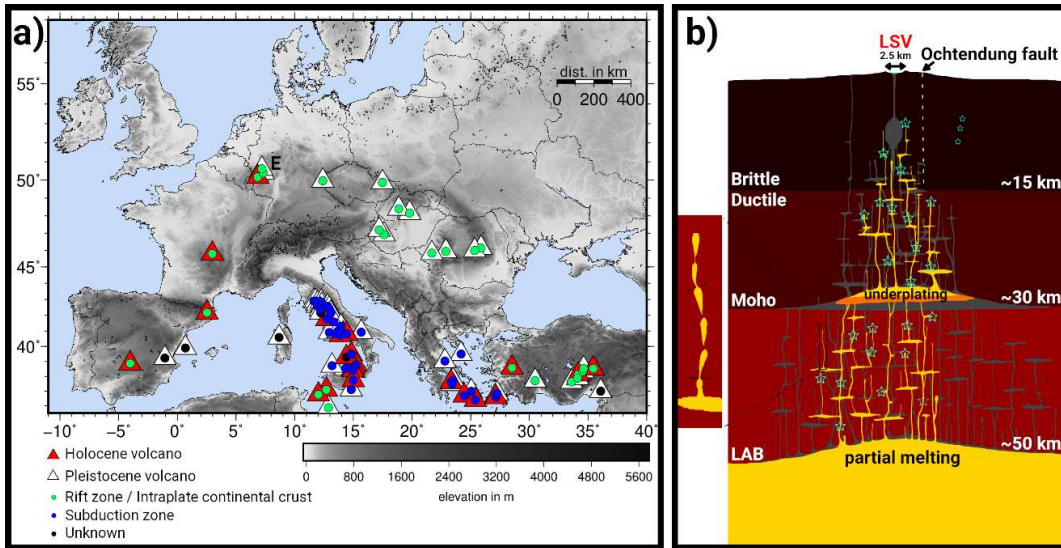 a)
dist. in km
0 200 400
E
55°
50°
45°
40°
−10° −5° 0° 5° 10° 15° 20° 25° 30° 35° 40°
Holocene volcano
Pleistocene volcano
Rift zone / Intraplate continental crust
Subduction zone
Unknown
0 800 1600 2400 3200 4000 4800 5600
elevation in m
b)
LSV
2.5 km
Ochtendung fault
Brittle
~15 km
Ductile
underplating
Moho
~30 km
LAB
~50 km
partial melting